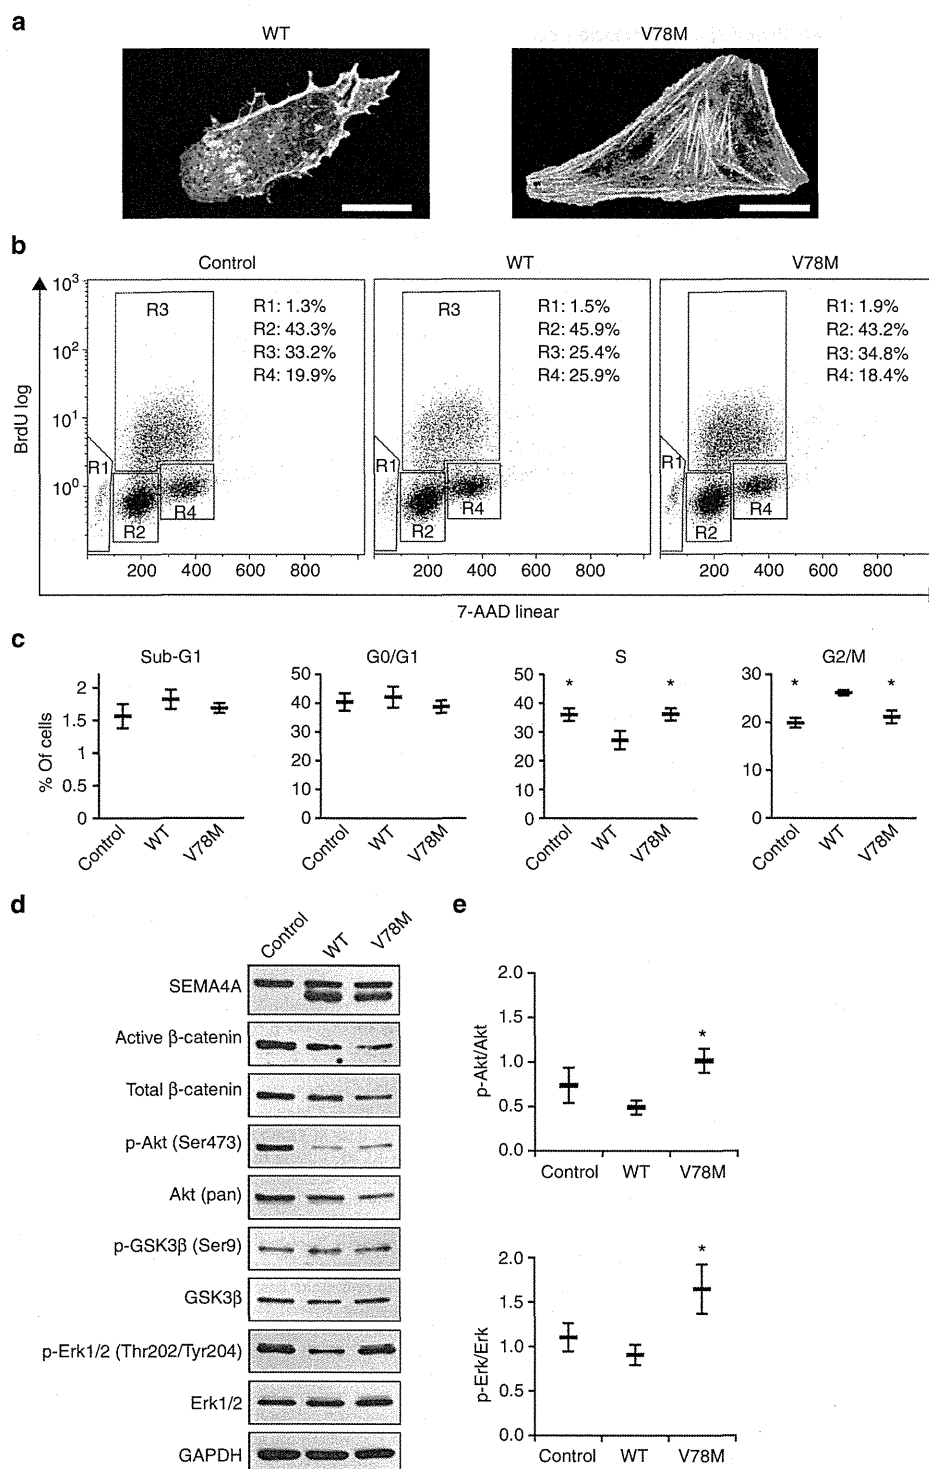 a
WT
V78M
b
Control
WT
V78M
BrdU log
10³
10²
10¹
10⁰
R3
R1
R2
R4
R1: 1.3%
R2: 43.3%
R3: 33.2%
R4: 19.9%
R3
R1
R2
R4
R1: 1.5%
R2: 45.9%
R3: 25.4%
R4: 25.9%
R1
R2
R4
R1: 1.9%
R2: 43.2%
R3: 34.8%
R4: 18.4%
200 400 600 800
200 400 600 800
200 400 600 800
7-AAD linear
c
% Of cells
Sub-G1
2
1.5
1
0.5
0
Control WT V78M
G0/G1
50
40
30
20
10
0
Control WT V78M
S
50
40
30
20
10
0
* *
Control WT V78M
G2/M
30
20
10
0
* *
Control WT V78M
d
Control WT V78M
SEMA4A
Active β-catenin
Total β-catenin
p-Akt (Ser473)
Akt (pan)
p-GSK3β (Ser9)
GSK3β
p-Erk1/2 (Thr202/Tyr204)
Erk1/2
GAPDH
e
p-Akt/Akt
2.0
1.5
1.0
0.5
0.0
*
Control WT V78M
p-Erk/Erk
2.0
1.5
1.0
0.5
0.0
*
Control WT V78M